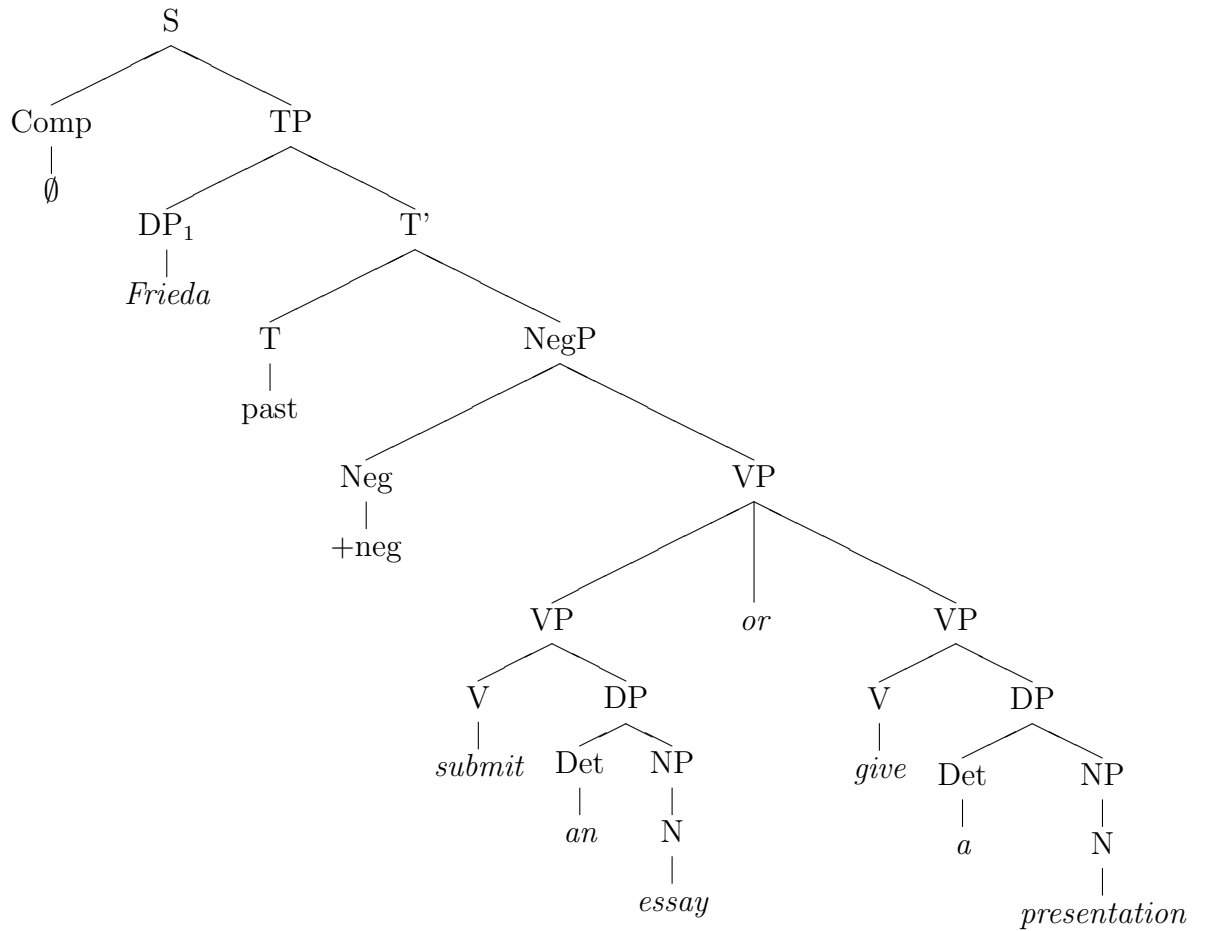 S
Comp TP
∅
DP₁ T’
Frieda
T NegP
past
Neg VP
+neg
VP or VP
V DP V DP
submit Det NP give Det NP
an N a N
essay presentation